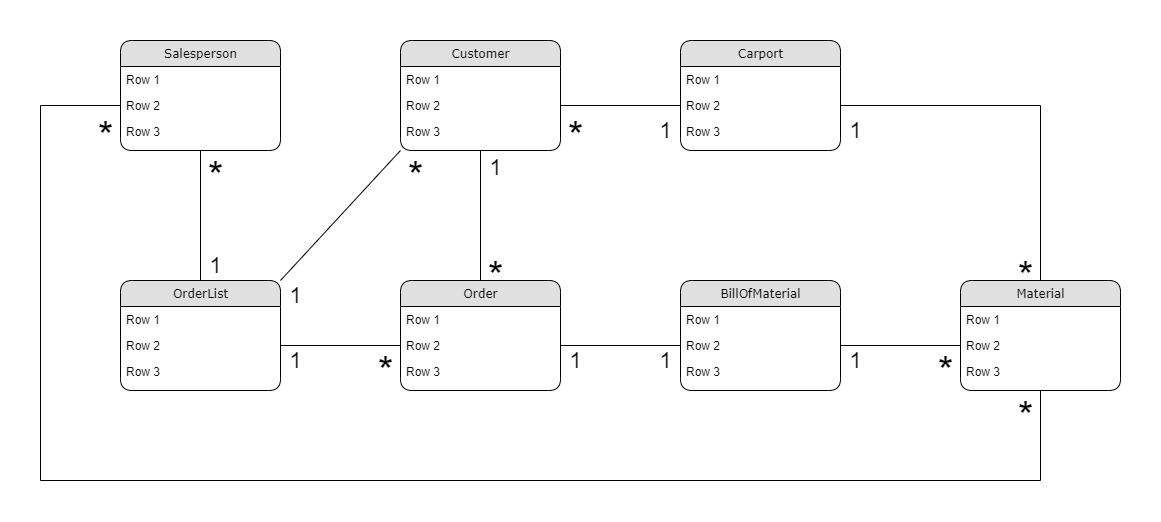 Salesperson
Row 1
Row 2
Row 3
*
*
1
Customer
Row 1
Row 2
Row 3
*
*
1
Carport
Row 1
Row 2
Row 3
1
1
*
OrderList
Row 1
Row 2
Row 3
1
1
*
Order
Row 1
Row 2
Row 3
*
1
1
BillOfMaterial
Row 1
Row 2
Row 3
1
*
Material
Row 1
Row 2
Row 3
*